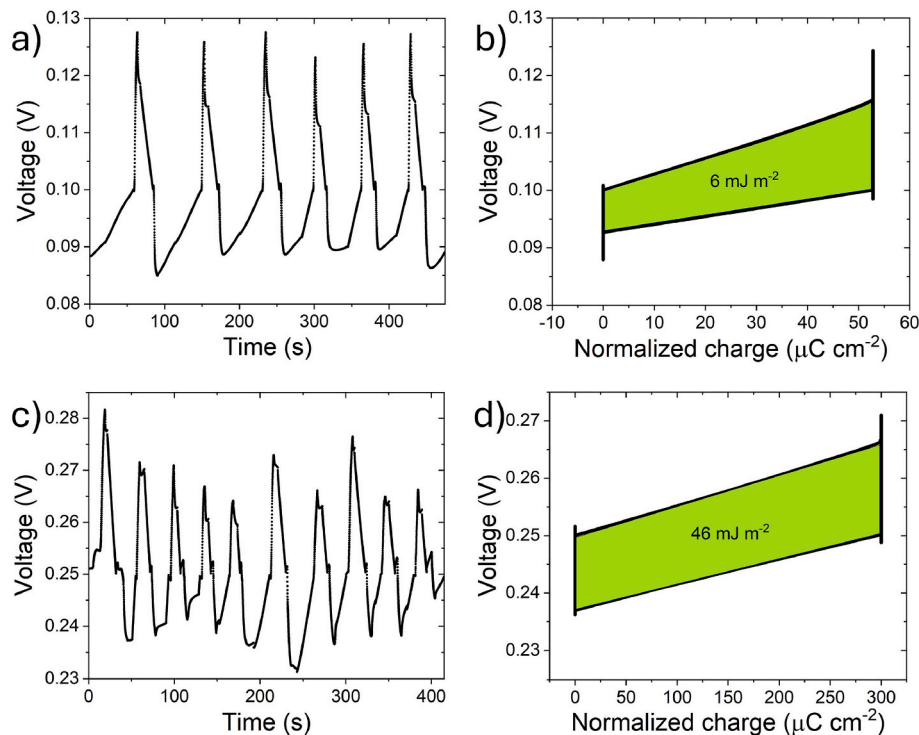 a)
Voltage (V)
0.13
0.12
0.11
0.10
0.09
0.08
0 100 200 300 400
Time (s)
b)
Voltage (V)
0.13
0.12
0.11
0.10
0.09
0.08
6 mJ m⁻²
-10 0 10 20 30 40 50 60
Normalized charge (μC cm⁻²)
c)
Voltage (V)
0.28
0.27
0.26
0.25
0.24
0.23
0 100 200 300 400
Time (s)
d)
Voltage (V)
0.27
0.26
0.25
0.24
0.23
46 mJ m⁻²
0 50 100 150 200 250 300
Normalized charge (μC cm⁻²)